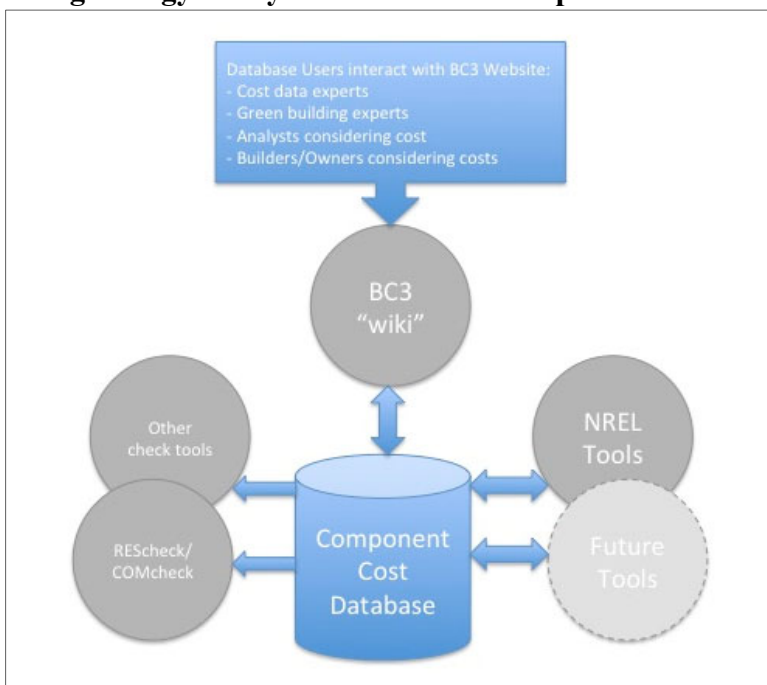 Database Users interact with BC3 Website:
- Cost data experts
- Green building experts
- Analysts considering cost
- Builders/Owners considering costs
BC3
"wiki"
Other
check tools
NREL
Tools
REScheck/
COMcheck
Component
Cost
Database
Future
Tools